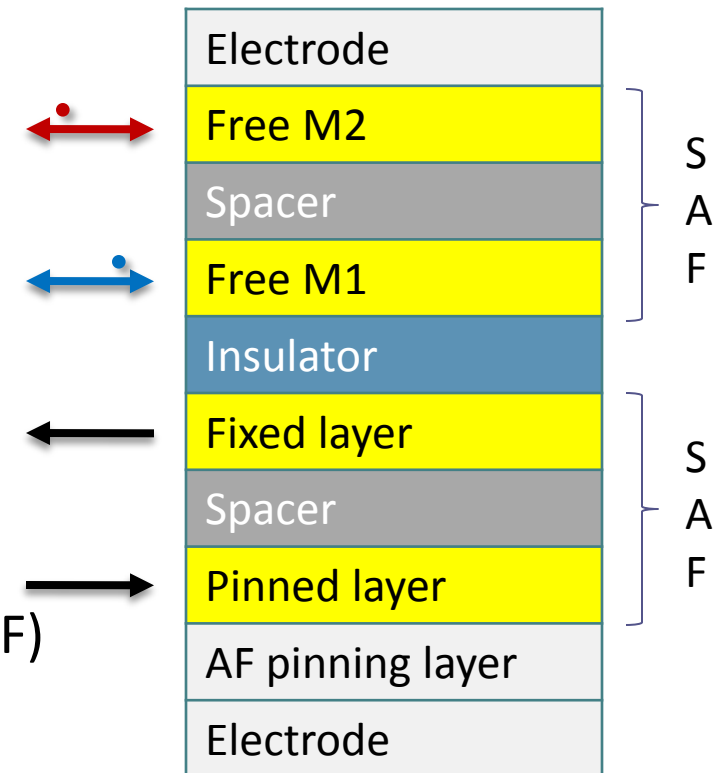 Electrode
Free M2
Spacer
Free M1
Insulator
Fixed layer
Spacer
Pinned layer
AF pinning layer
Electrode
S
A
F
S
A
F
F)